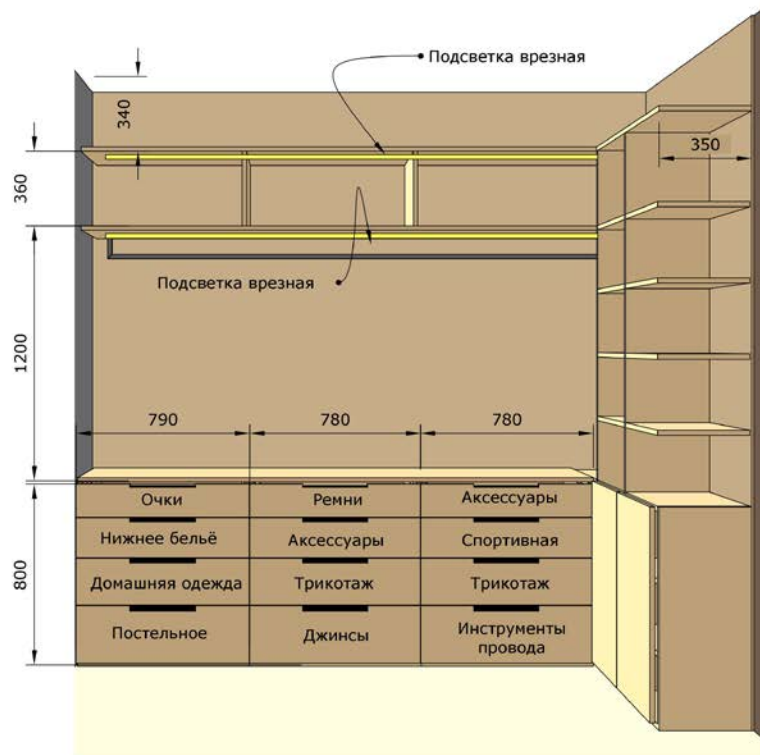 Подсветка врезная
340
350
360
Подсветка врезная
1200
790
780
780
Очки
Ремни
Аксессуары
Нижнее бельё
Аксессуары
Спортивная
800
Домашняя одежда
Трикотаж
Трикотаж
Постельное
Джинсы
Инструменты
провода